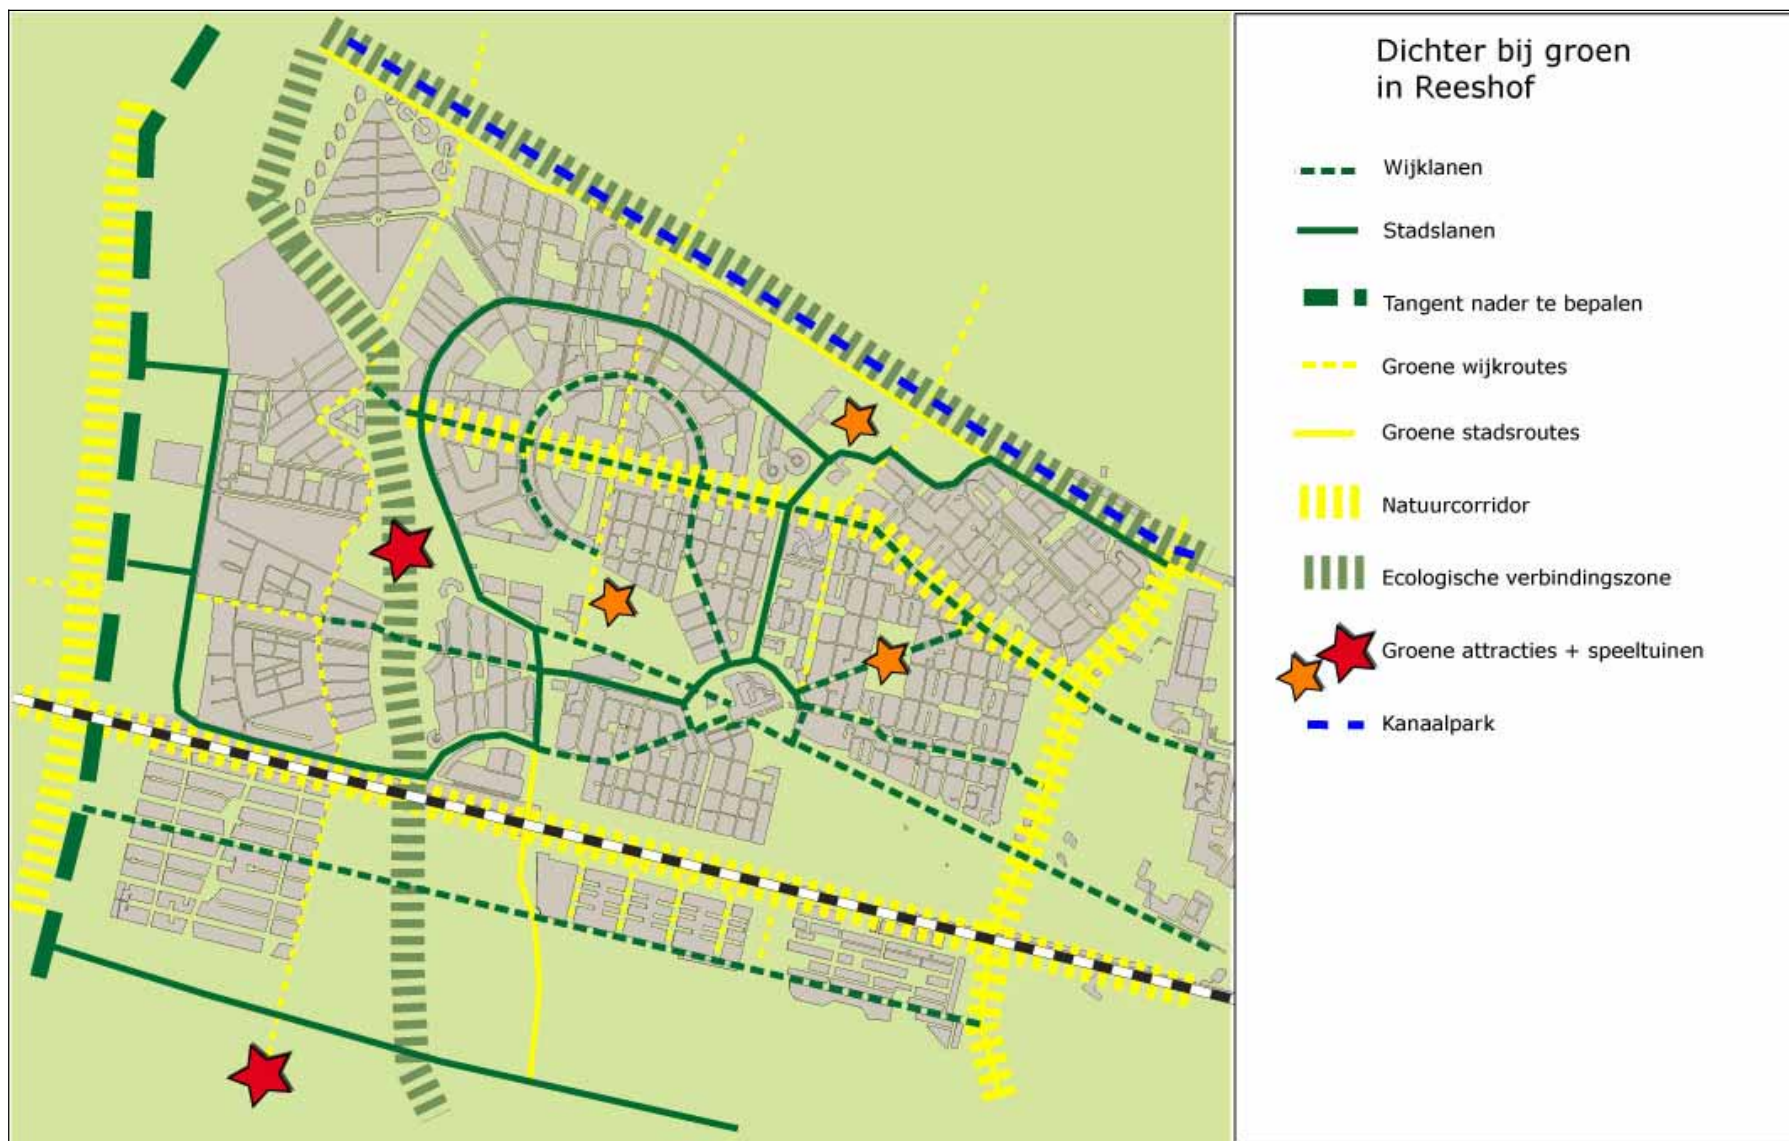 Dichter bij groen
in Reeshof
Wijklanen
Stadslanen
Tangent nader te bepalen
Groene wijkroutes
Groene stadsroutes
Natuurcorridor
Ecologische verbindingszone
Groene attracties + speeltuinen
Kanaalpark